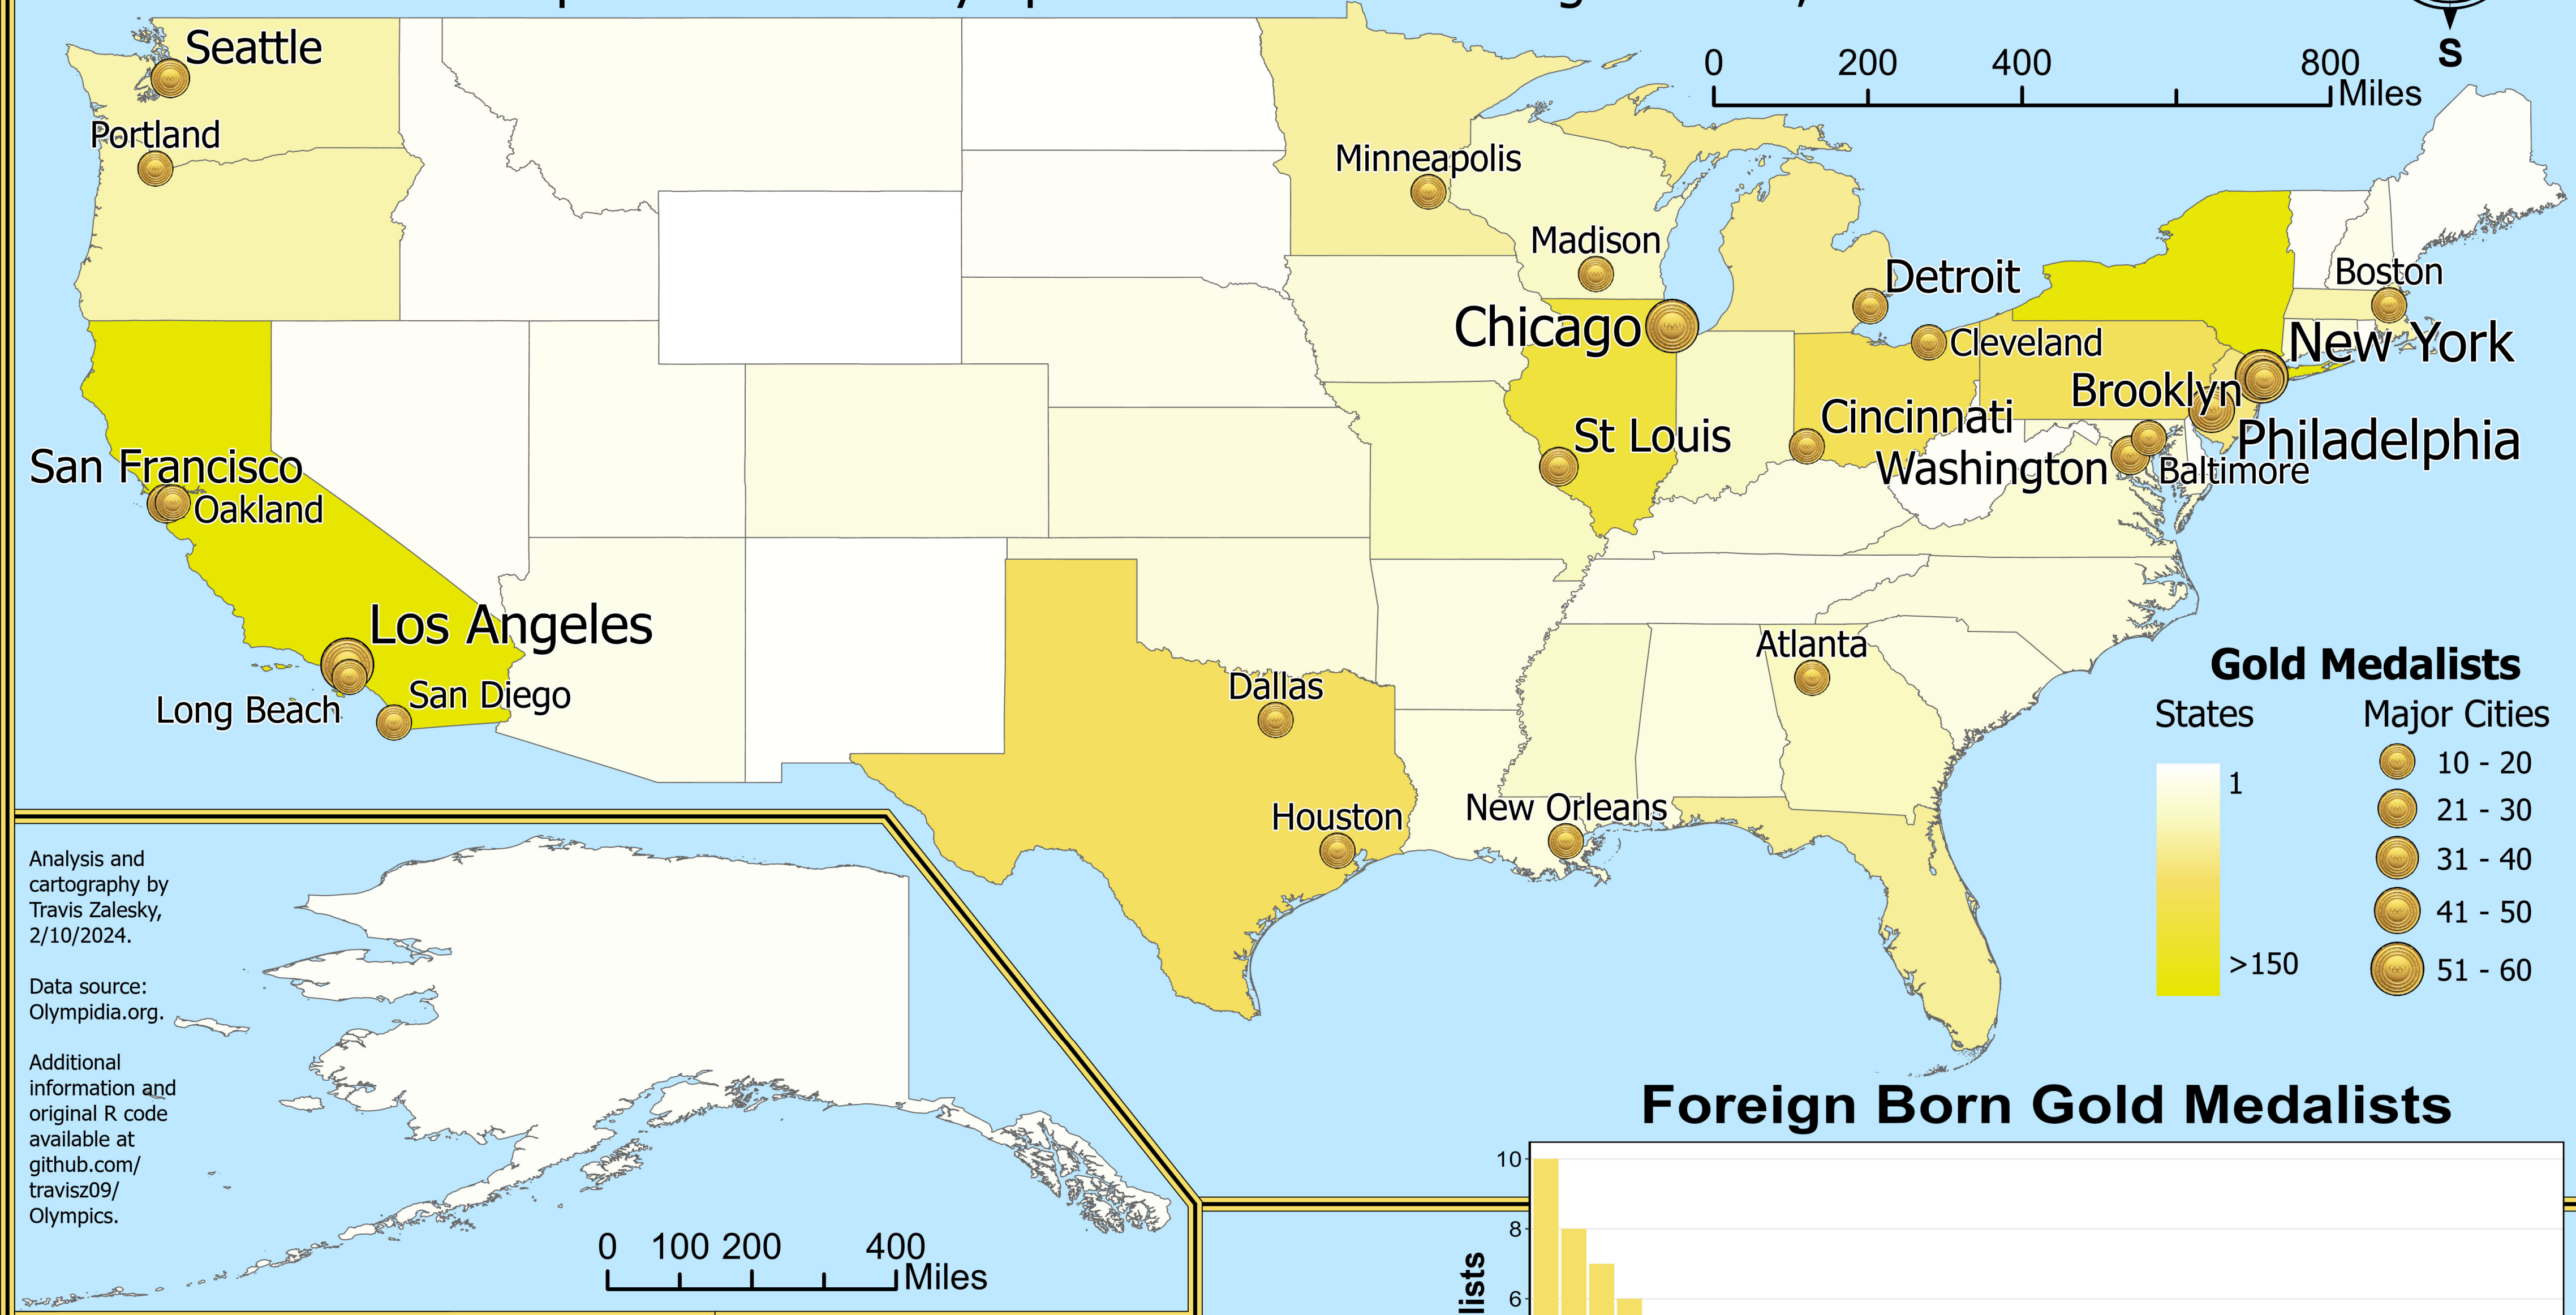 S
0 200 400 800
Miles
Seattle
Portland
Minneapolis
Madison
Detroit
Boston
Chicago
Cleveland
New York
Brooklyn
Cincinnati
St Louis
Philadelphia
Washington
Baltimore
San Francisco
Oakland
Los Angeles
Long Beach
San Diego
Atlanta
Dallas
Houston
New Orleans
Gold Medalists
States
Major Cities
1
>150
10 - 20
21 - 30
31 - 40
41 - 50
51 - 60
Analysis and
cartography by
Travis Zalesky,
2/10/2024.
Data source:
Olympidia.org.
Additional
information and
original R code
available at
github.com/
travisz09/
Olympics.
0 100 200 400
Miles
Foreign Born Gold Medalists
10
8
6